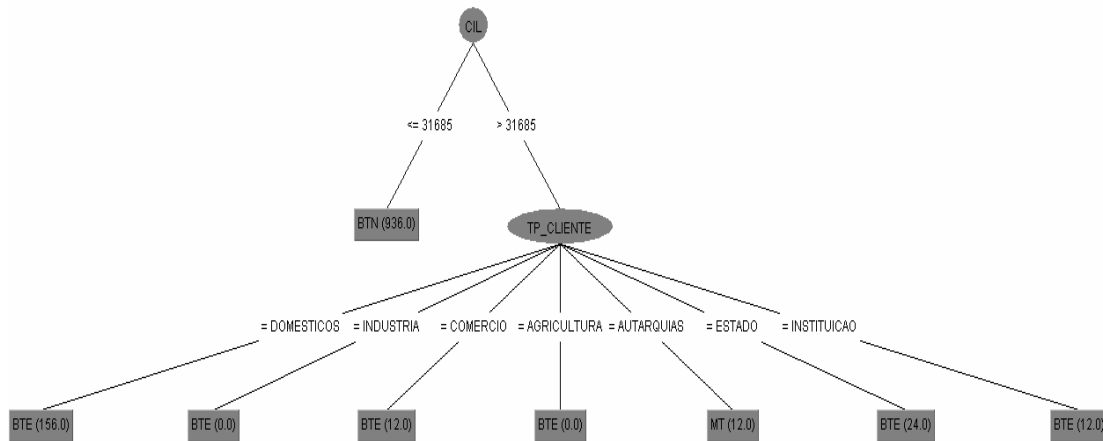 CIL
<= 31685 > 31685
BTN (936.0) TP_CLIENTE
= DOMESTICOS = INDUSTRIA = COMERCIO = AGRICULTURA = AUTARQUIAS = ESTADO = INSTITUICAO
BTE (156.0) BTE (0.0) BTE (12.0) BTE (0.0) MT (12.0) BTE (24.0) BTE (12.0)